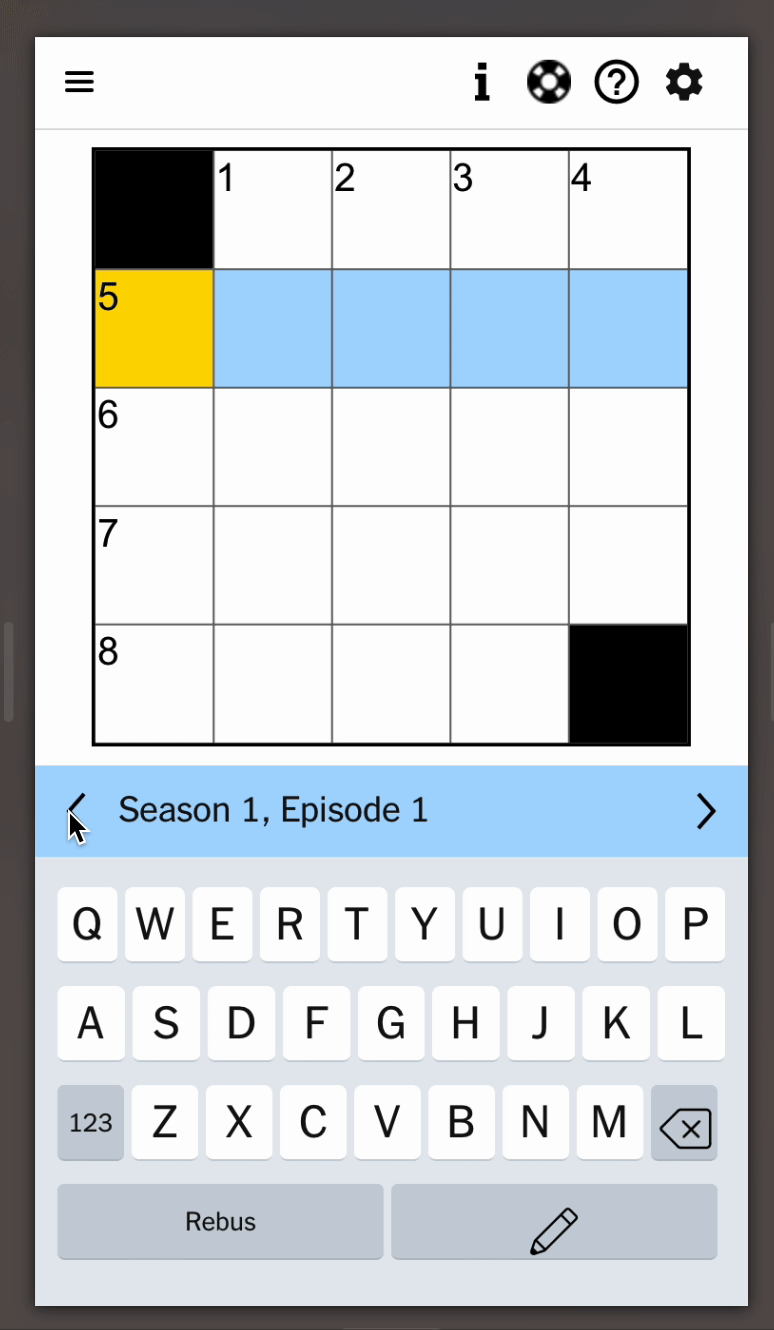 1 2 3 4
5
6
7
8
Season 1, Episode 1
Q W E R T Y U I O P
A S D F G H J K L
123 Z X C V B N M
Rebus